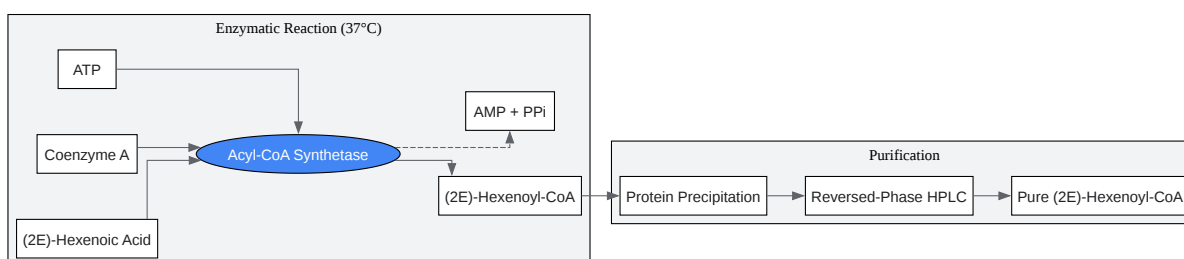 Enzymatic Reaction (37°C)
ATP
AMP + PPi
Coenzyme A
Acyl-CoA Synthetase
(2E)-Hexenoyl-CoA
(2E)-Hexenoic Acid
Purification
Protein Precipitation
Reversed-Phase HPLC
Pure (2E)-Hexenoyl-CoA